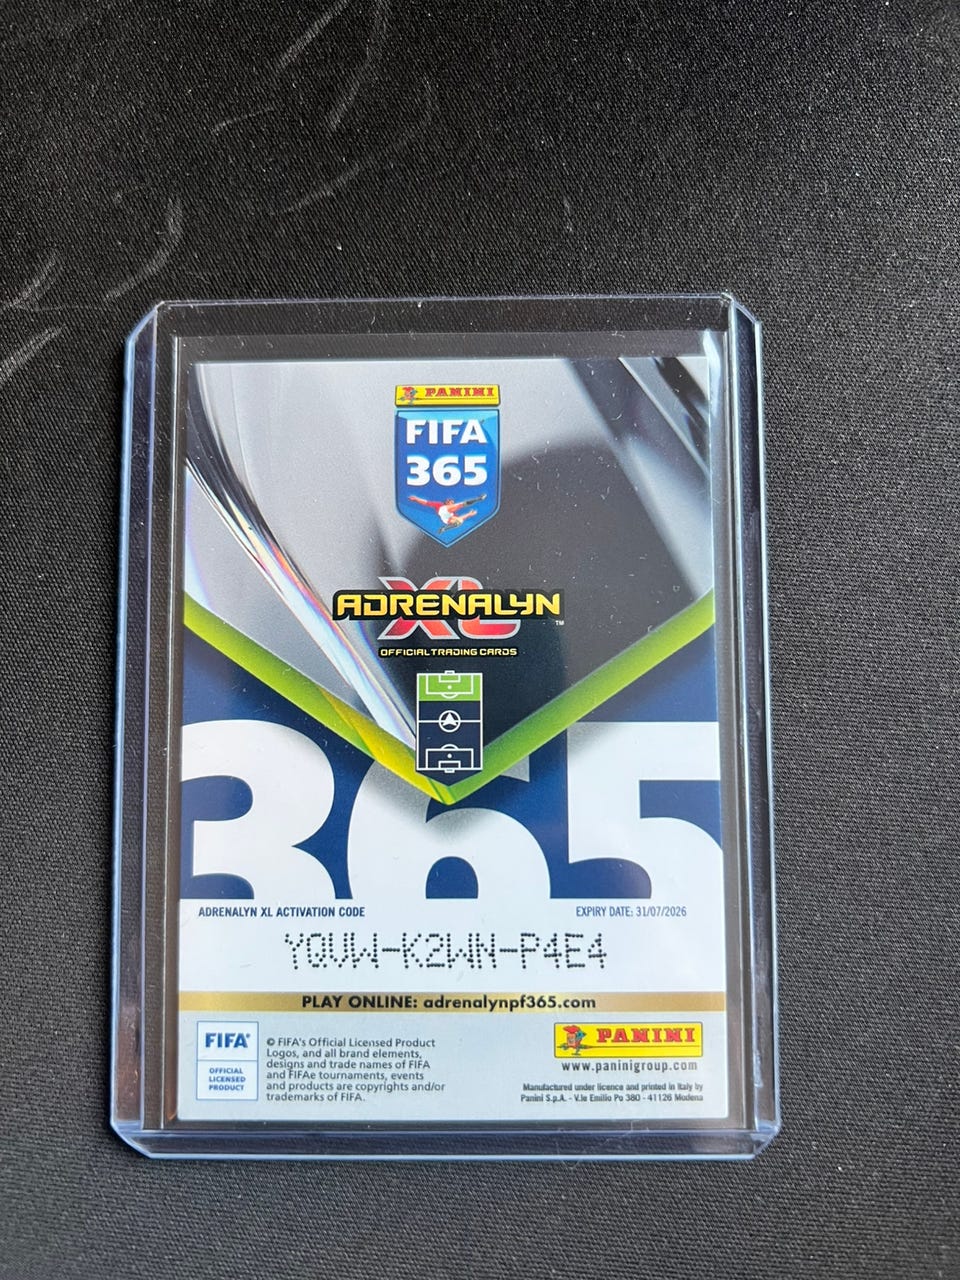 PANINI
FIFA
365
ADRENALYN
XL
™
OFFICIAL TRADING CARDS
365
ADRENALYN XL ACTIVATION CODE
EXPIRY DATE: 31/07/2026
YQVW-K2WN-P4E4
PLAY ONLINE: adrenalynpf365.com
FIFA®
OFFICIAL
LICENSED
PRODUCT
© FIFA's Official Licensed Product
Logos, and all brand elements,
designs and trade names of FIFA
and FIFAe tournaments, events
and products are copyrights and/or
trademarks of FIFA.
PANINI
www.paninigroup.com
Manufactured under licence and printed in Italy by
Panini S.p.A. - V.le Emilio Po 380 - 41126 Modena